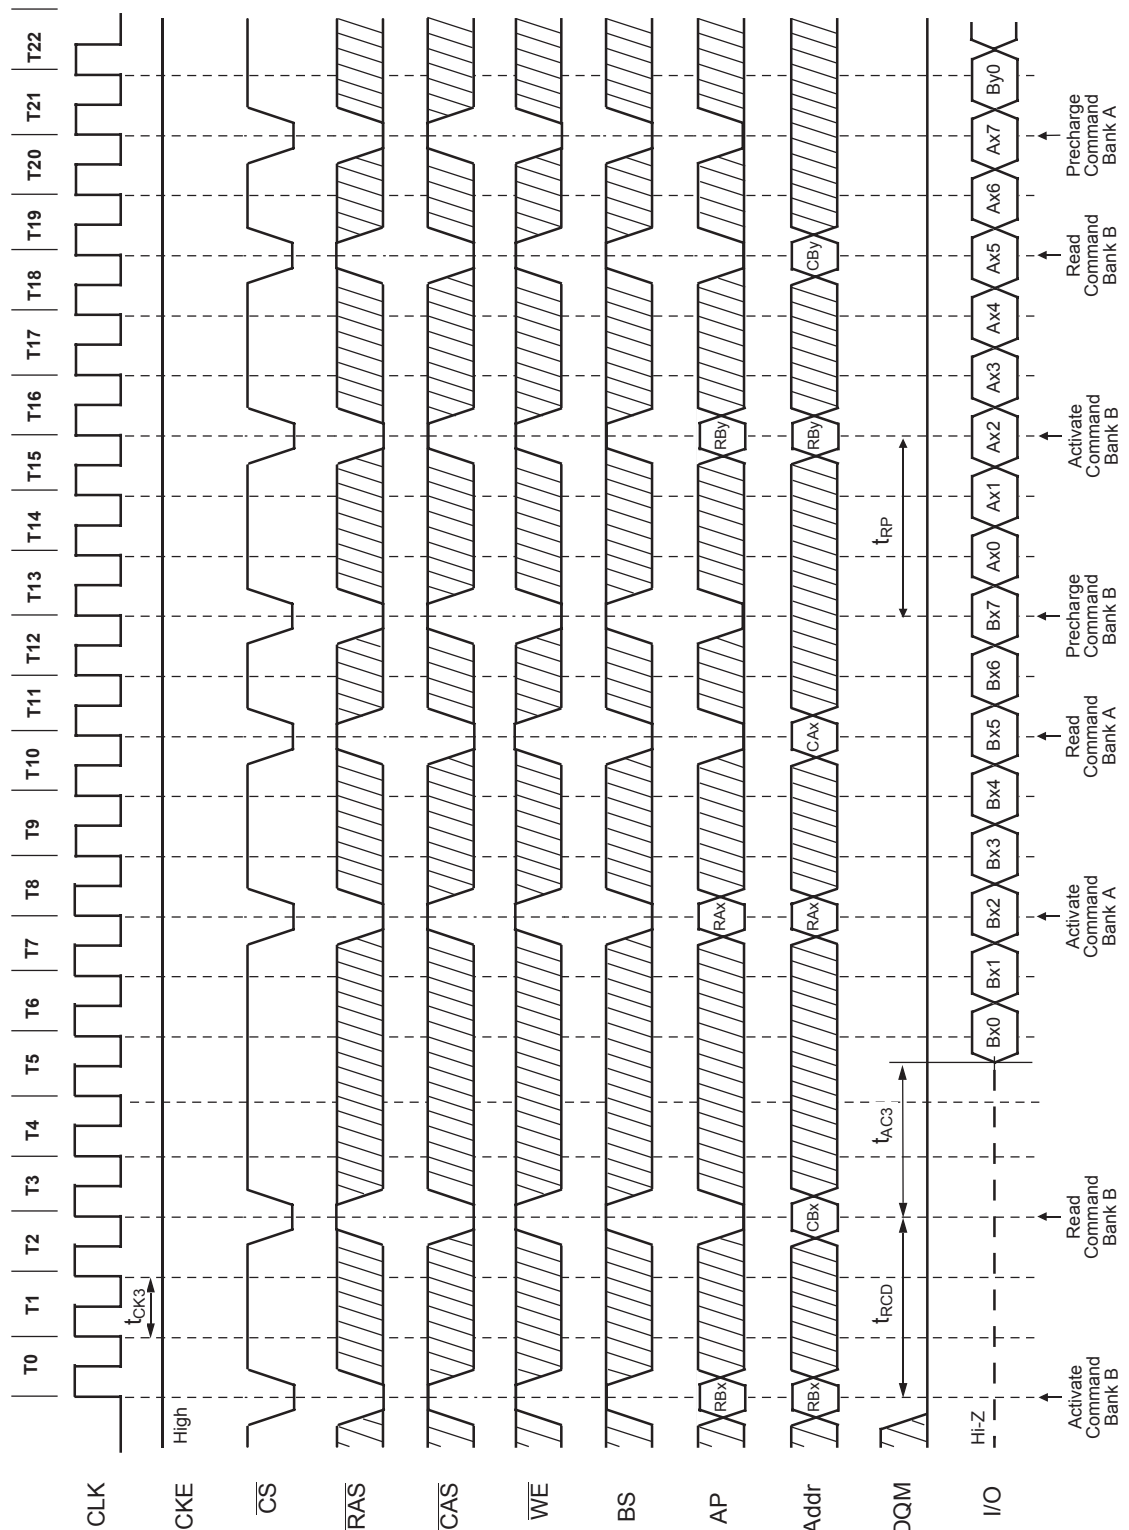 T0 T1 T2 T3 T4 T5 T6 T7 T8 T9 T10 T11 T12 T13 T14 T15 T16 T17 T18 T19 T20 T21 T22
CLK
tCK3
CKE
High
CS
RAS
CAS
WE
BS
AP
RBx RAx RBy
Addr
RBx CBx RAx CAx RBy CBy
DQM
tRCD tAC3 tRP
I/O
Hi-Z Bx0 Bx1 Bx2 Bx3 Bx4 Bx5 Bx6 Bx7 Ax0 Ax1 Ax2 Ax3 Ax4 Ax5 Ax6 Ax7 By0
Activate
Command
Bank B
Read
Command
Bank B
Activate
Command
Bank A
Read
Command
Bank A
Precharge
Command
Bank B
Activate
Command
Bank B
Read
Command
Bank B
Precharge
Command
Bank A